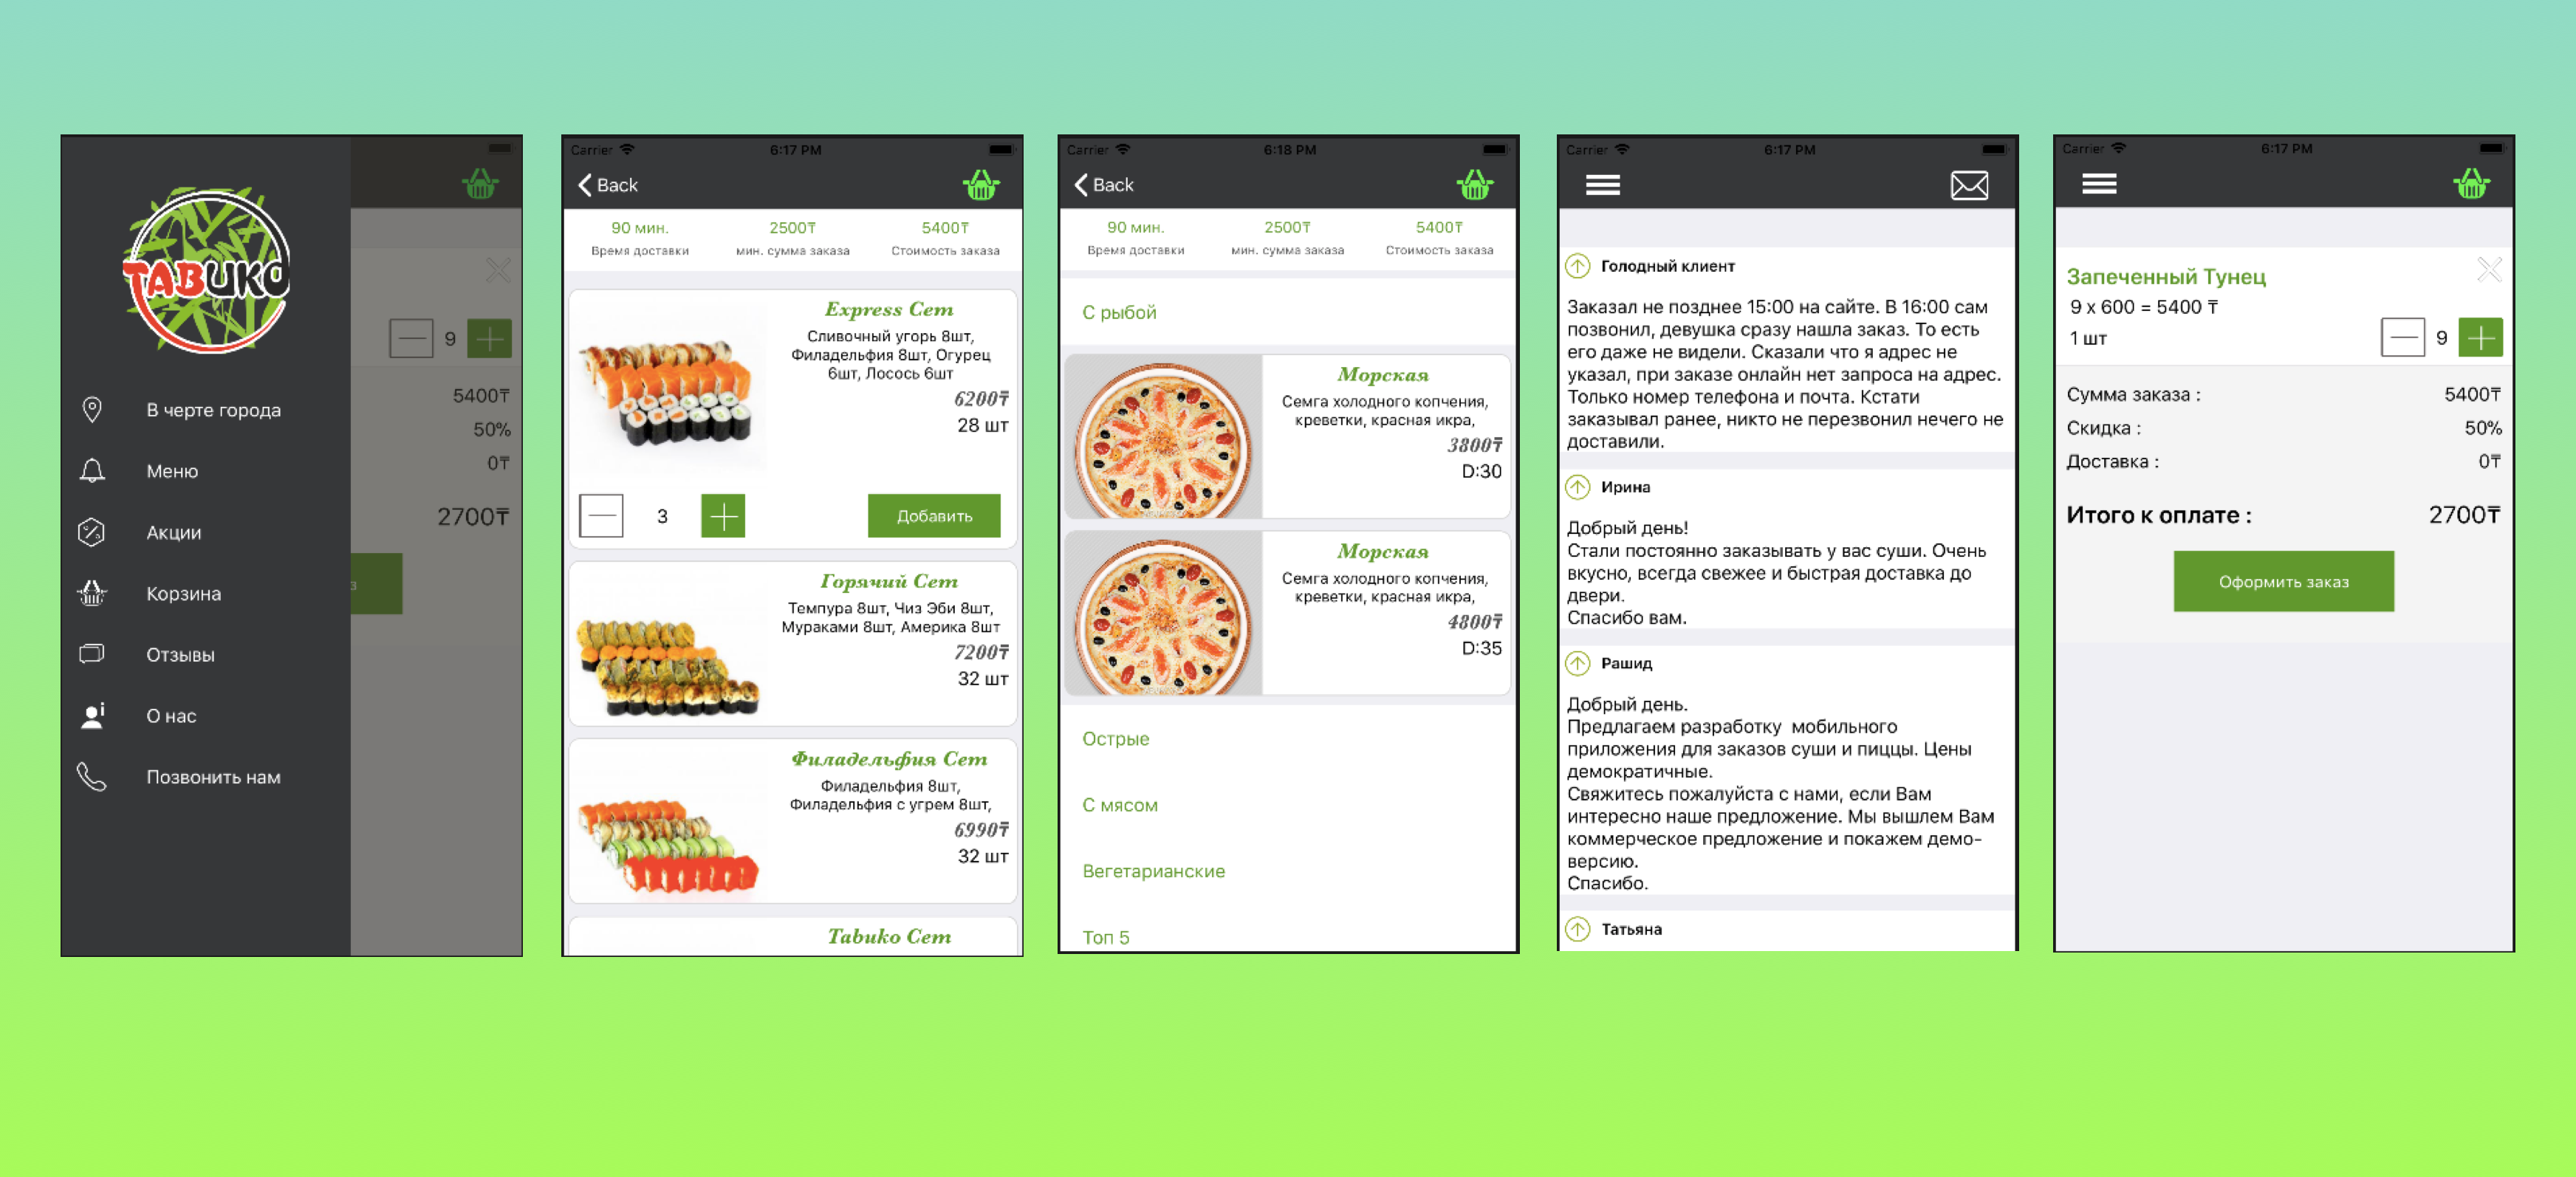 ТАВИКО
В черте города
Меню
Акции
Корзина
Отзывы
О нас
Позвонить нам
9
5400₸
50%
0₸
2700₸
з
Carrier
6:17 PM
Back
90 мин.
2500₸
5400₸
Время доставки
мин. сумма заказа
Стоимость заказа
Express Сет
Сливочный угорь 8шт,
Филадельфия 8шт, Огурец
6шт, Лосось 6шт
6200₸
28 шт
3
Добавить
Горячий Сет
Темпура 8шт, Чиз Эби 8шт,
Мураками 8шт, Америка 8шт
7200₸
32 шт
Филадельфия Сет
Филадельфия 8шт,
Филадельфия с угрем 8шт,
6990₸
32 шт
Tabuko Сет
Carrier
6:18 PM
Back
90 мин.
2500₸
5400₸
Время доставки
мин. сумма заказа
Стоимость заказа
С рыбой
Морская
Семга холодного копчения,
креветки, красная икра,
3800₸
D:30
Морская
Семга холодного копчения,
креветки, красная икра,
4800₸
D:35
Острые
С мясом
Вегетарианские
Топ 5
Carrier
6:17 PM
Голодный клиент
Заказал не позднее 15:00 на сайте. В 16:00 сам
позвонил, девушка сразу нашла заказ. То есть
его даже не видели. Сказали что я адрес не
указал, при заказе онлайн нет запроса на адрес.
Только номер телефона и почта. Кстати
заказывал ранее, никто не перезвонил нечего не
доставили.
Ирина
Добрый день!
Стали постоянно заказывать у вас суши. Очень
вкусно, всегда свежее и быстрая доставка до
двери.
Спасибо вам.
Рашид
Добрый день.
Предлагаем разработку  мобильного
приложения для заказов суши и пиццы. Цены
демократичные.
Свяжитесь пожалуйста с нами, если Вам
интересно наше предложение. Мы вышлем Вам
коммерческое предложение и покажем демо-
версию.
Спасибо.
Татьяна
Carrier
6:17 PM
Запеченный Тунец
9 x 600 = 5400 ₸
1 шт
9
Сумма заказа :
5400₸
Скидка :
50%
Доставка :
0₸
Итого к оплате :
2700₸
Оформить заказ